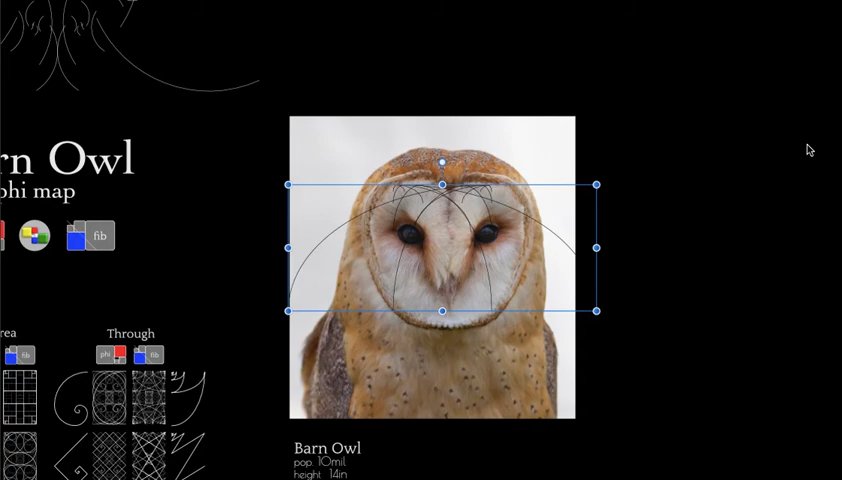 rn Owl
phi map
fib
rea
Through
fib
phi
fib
Barn Owl
pop. 10mil
height 14in